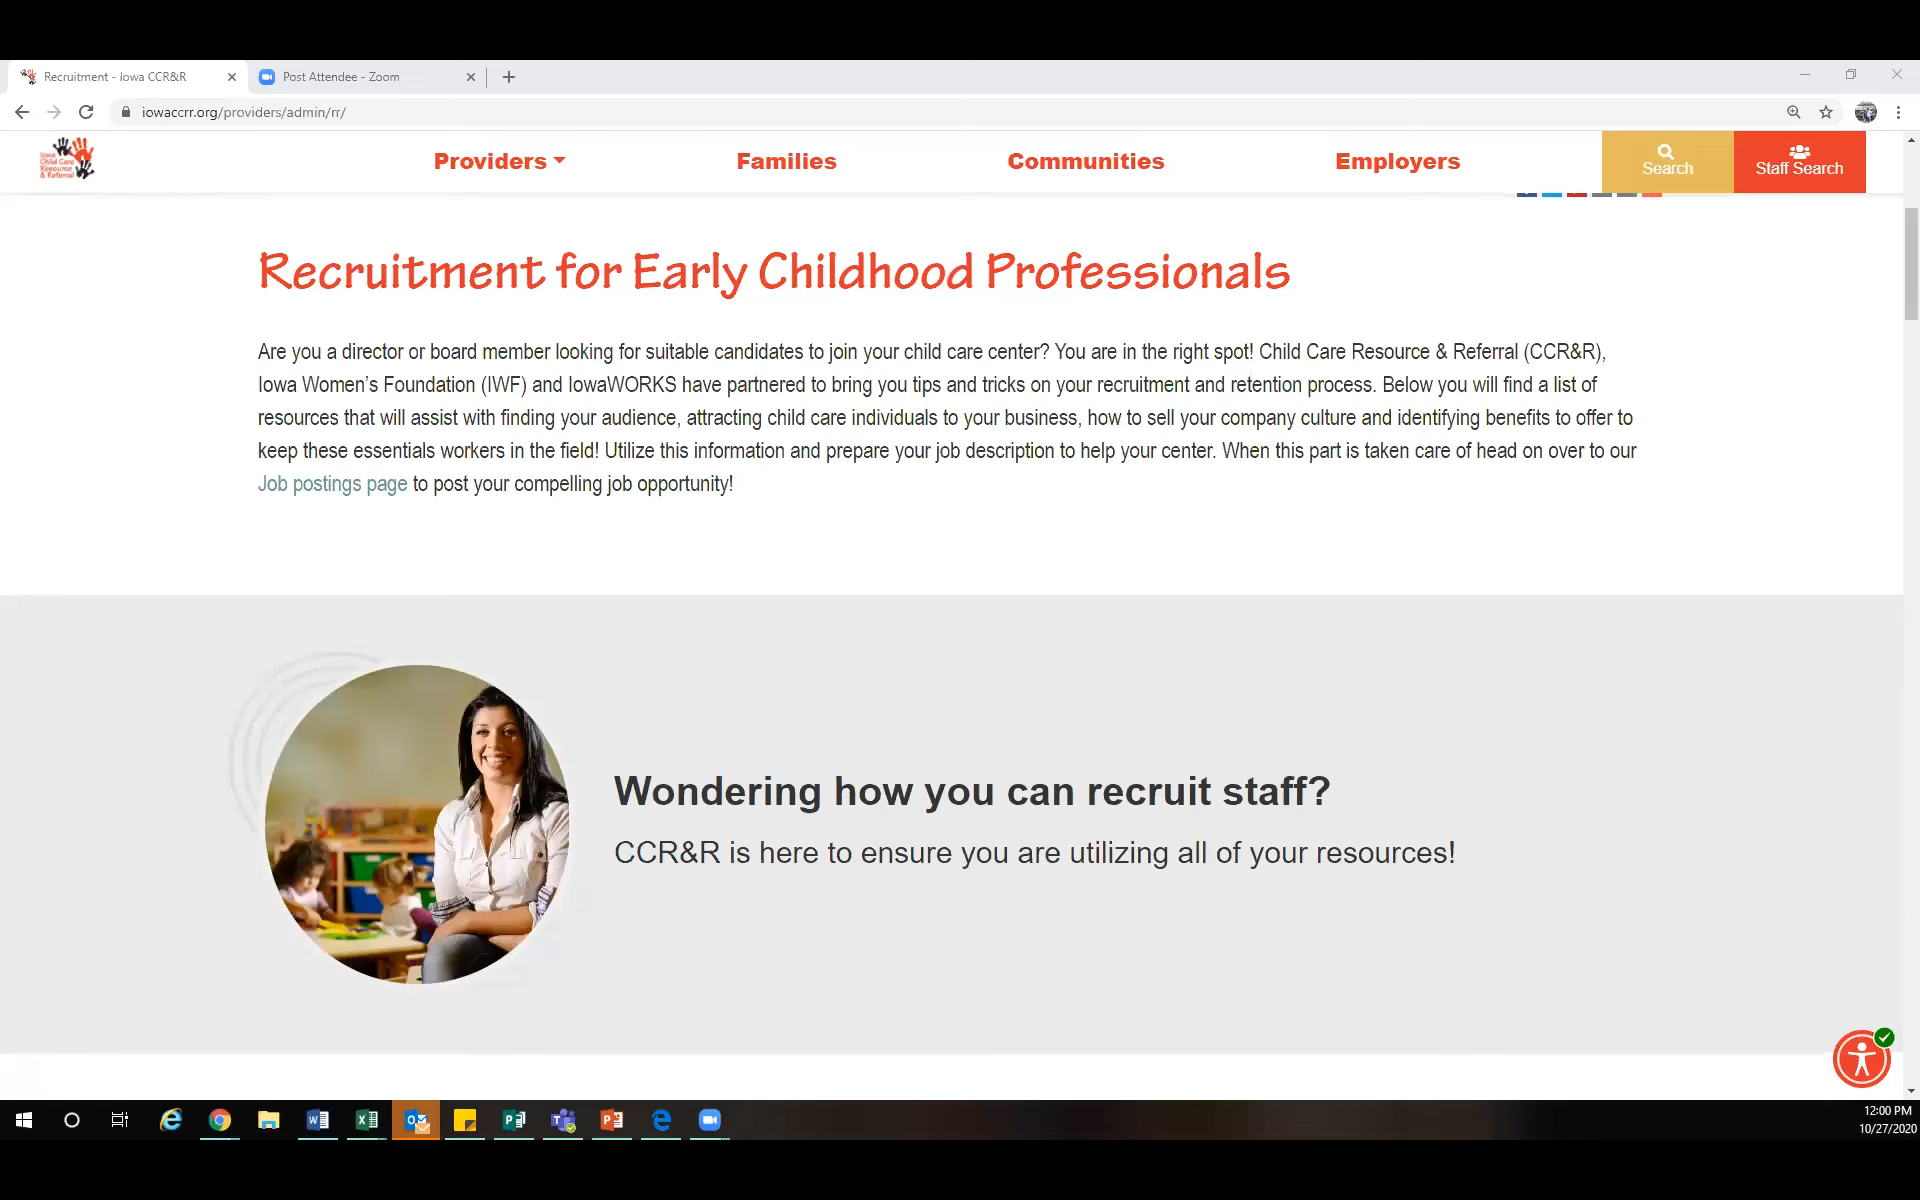 Recruitment - Iowa CCR&R
Post Attendee - Zoom
iowaccrr.org/providers/admin/rr/
Iowa
Child Care
Resource
& Referral
Providers
Families
Communities
Employers
Search
Staff Search
Recruitment for Early Childhood Professionals
Are you a director or board member looking for suitable candidates to join your child care center? You are in the right spot! Child Care Resource & Referral (CCR&R),
Iowa Women's Foundation (IWF) and IowaWORKS have partnered to bring you tips and tricks on your recruitment and retention process. Below you will find a list of
resources that will assist with finding your audience, attracting child care individuals to your business, how to sell your company culture and identifying benefits to offer to
keep these essentials workers in the field! Utilize this information and prepare your job description to help your center. When this part is taken care of head on over to our
Job postings page to post your compelling job opportunity!
Wondering how you can recruit staff?
CCR&R is here to ensure you are utilizing all of your resources!
12:00 PM
10/27/2020